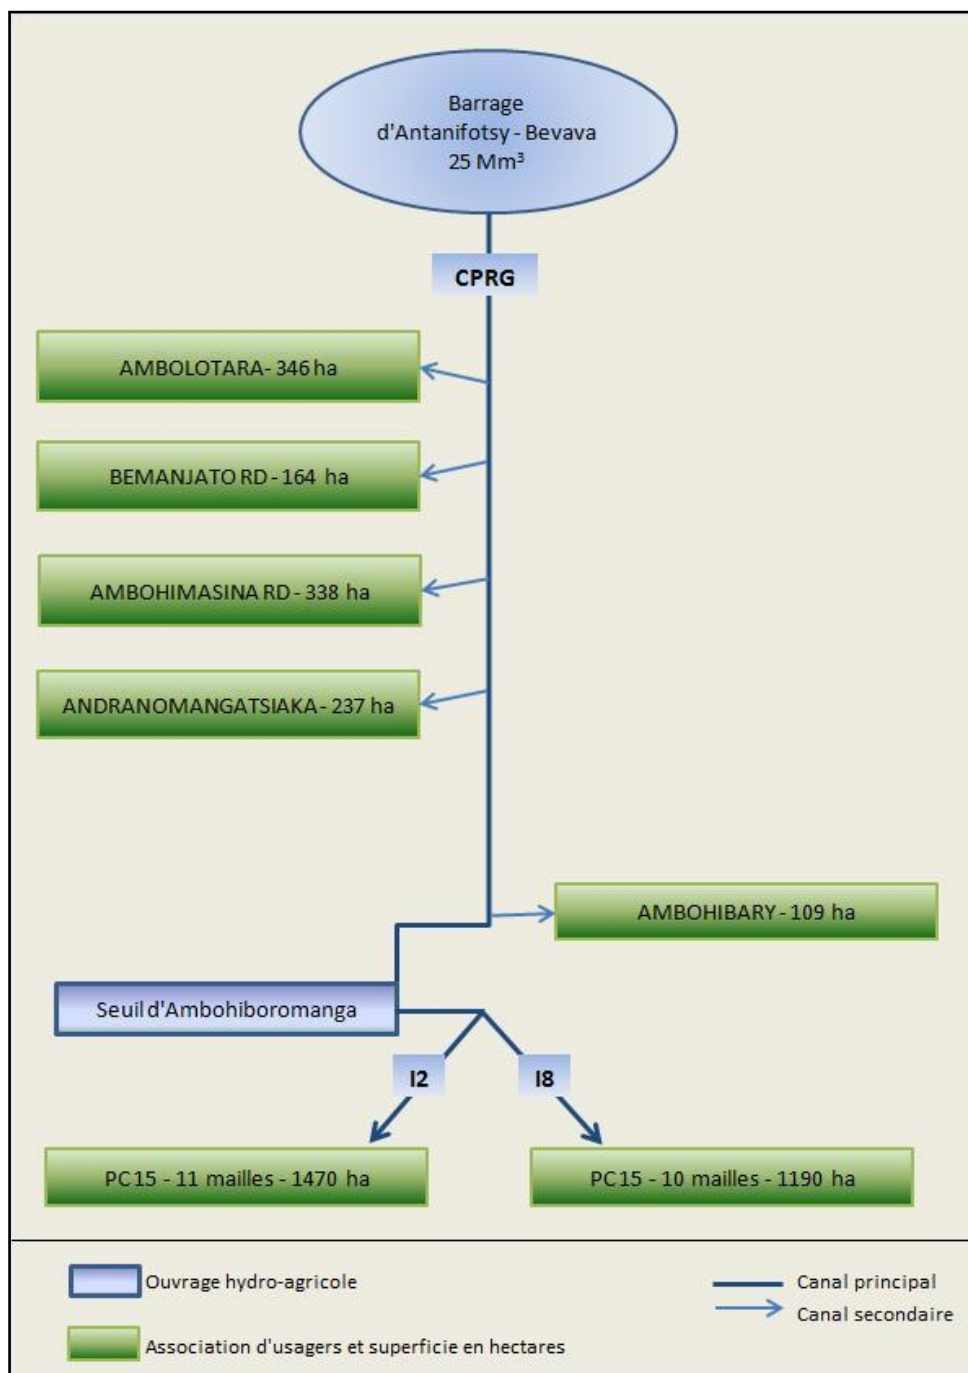 Barrage
d'Antanifotsy - Bevava
25 Mm³
CPRG
AMBOLOTARA- 346 ha
BEMANJATO RD - 164 ha
AMBOHIMASINA RD - 338 ha
ANDRANOMANGATSIAKA - 237 ha
AMBOHIBARY - 109 ha
Seuil d'Ambohiboromanga
I2
I8
PC15 - 11 mailles - 1470 ha
PC15 - 10 mailles - 1190 ha
Ouvrage hydro-agricole
Canal principal
Canal secondaire
Association d'usagers et superficie en hectares